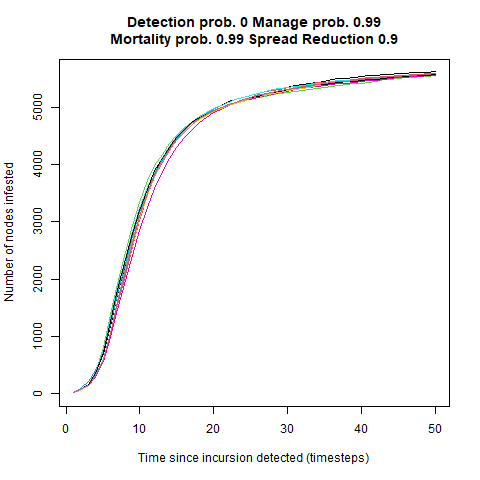 Detection prob. 0 Manage prob. 0.99
Mortality prob. 0.99 Spread Reduction 0.9
Number of nodes infested
5000
4000
3000
2000
1000
0
0 10 20 30 40 50
Time since incursion detected (timesteps)